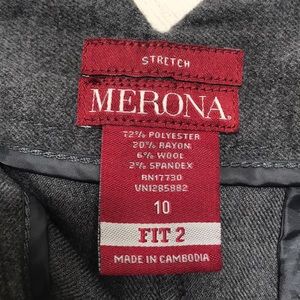 STRETCH
MERONA®
72% POLYESTER
20% RAYON
6% WOOL
2% SPANDEX
RN17730
VN1285882
10
FIT 2
MADE IN CAMBODIA